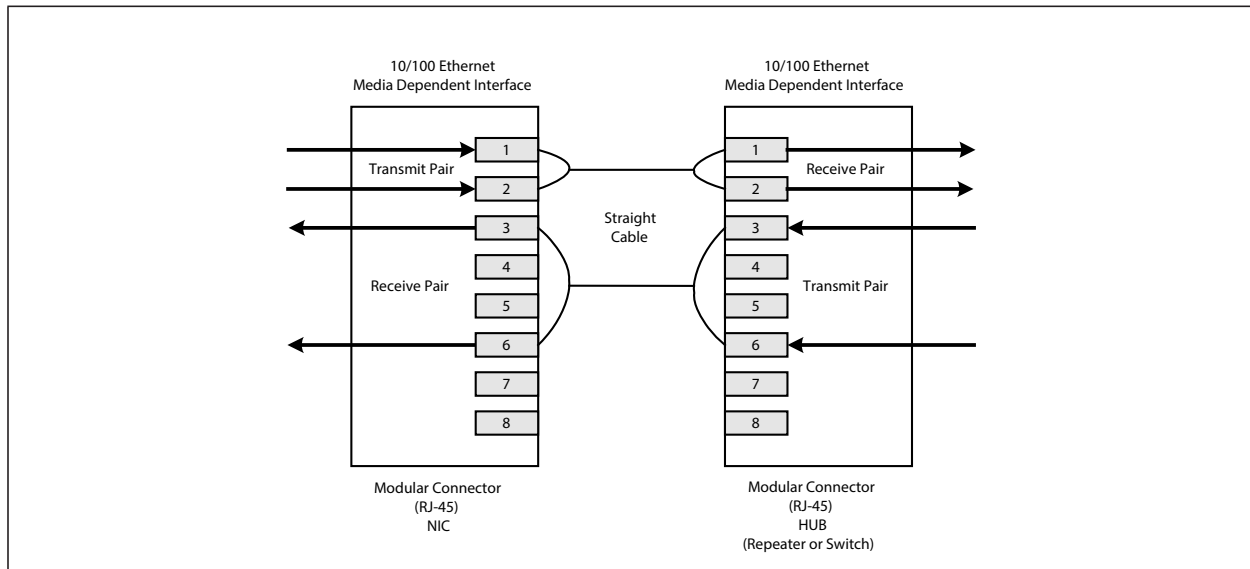 10/100 Ethernet
Media Dependent Interface
10/100 Ethernet
Media Dependent Interface
1
Transmit Pair
2
3
4
Receive Pair
5
6
7
8
Straight
Cable
1
Receive Pair
2
3
4
Transmit Pair
5
6
7
8
Modular Connector
(RJ-45)
NIC
Modular Connector
(RJ-45)
HUB
(Repeater or Switch)